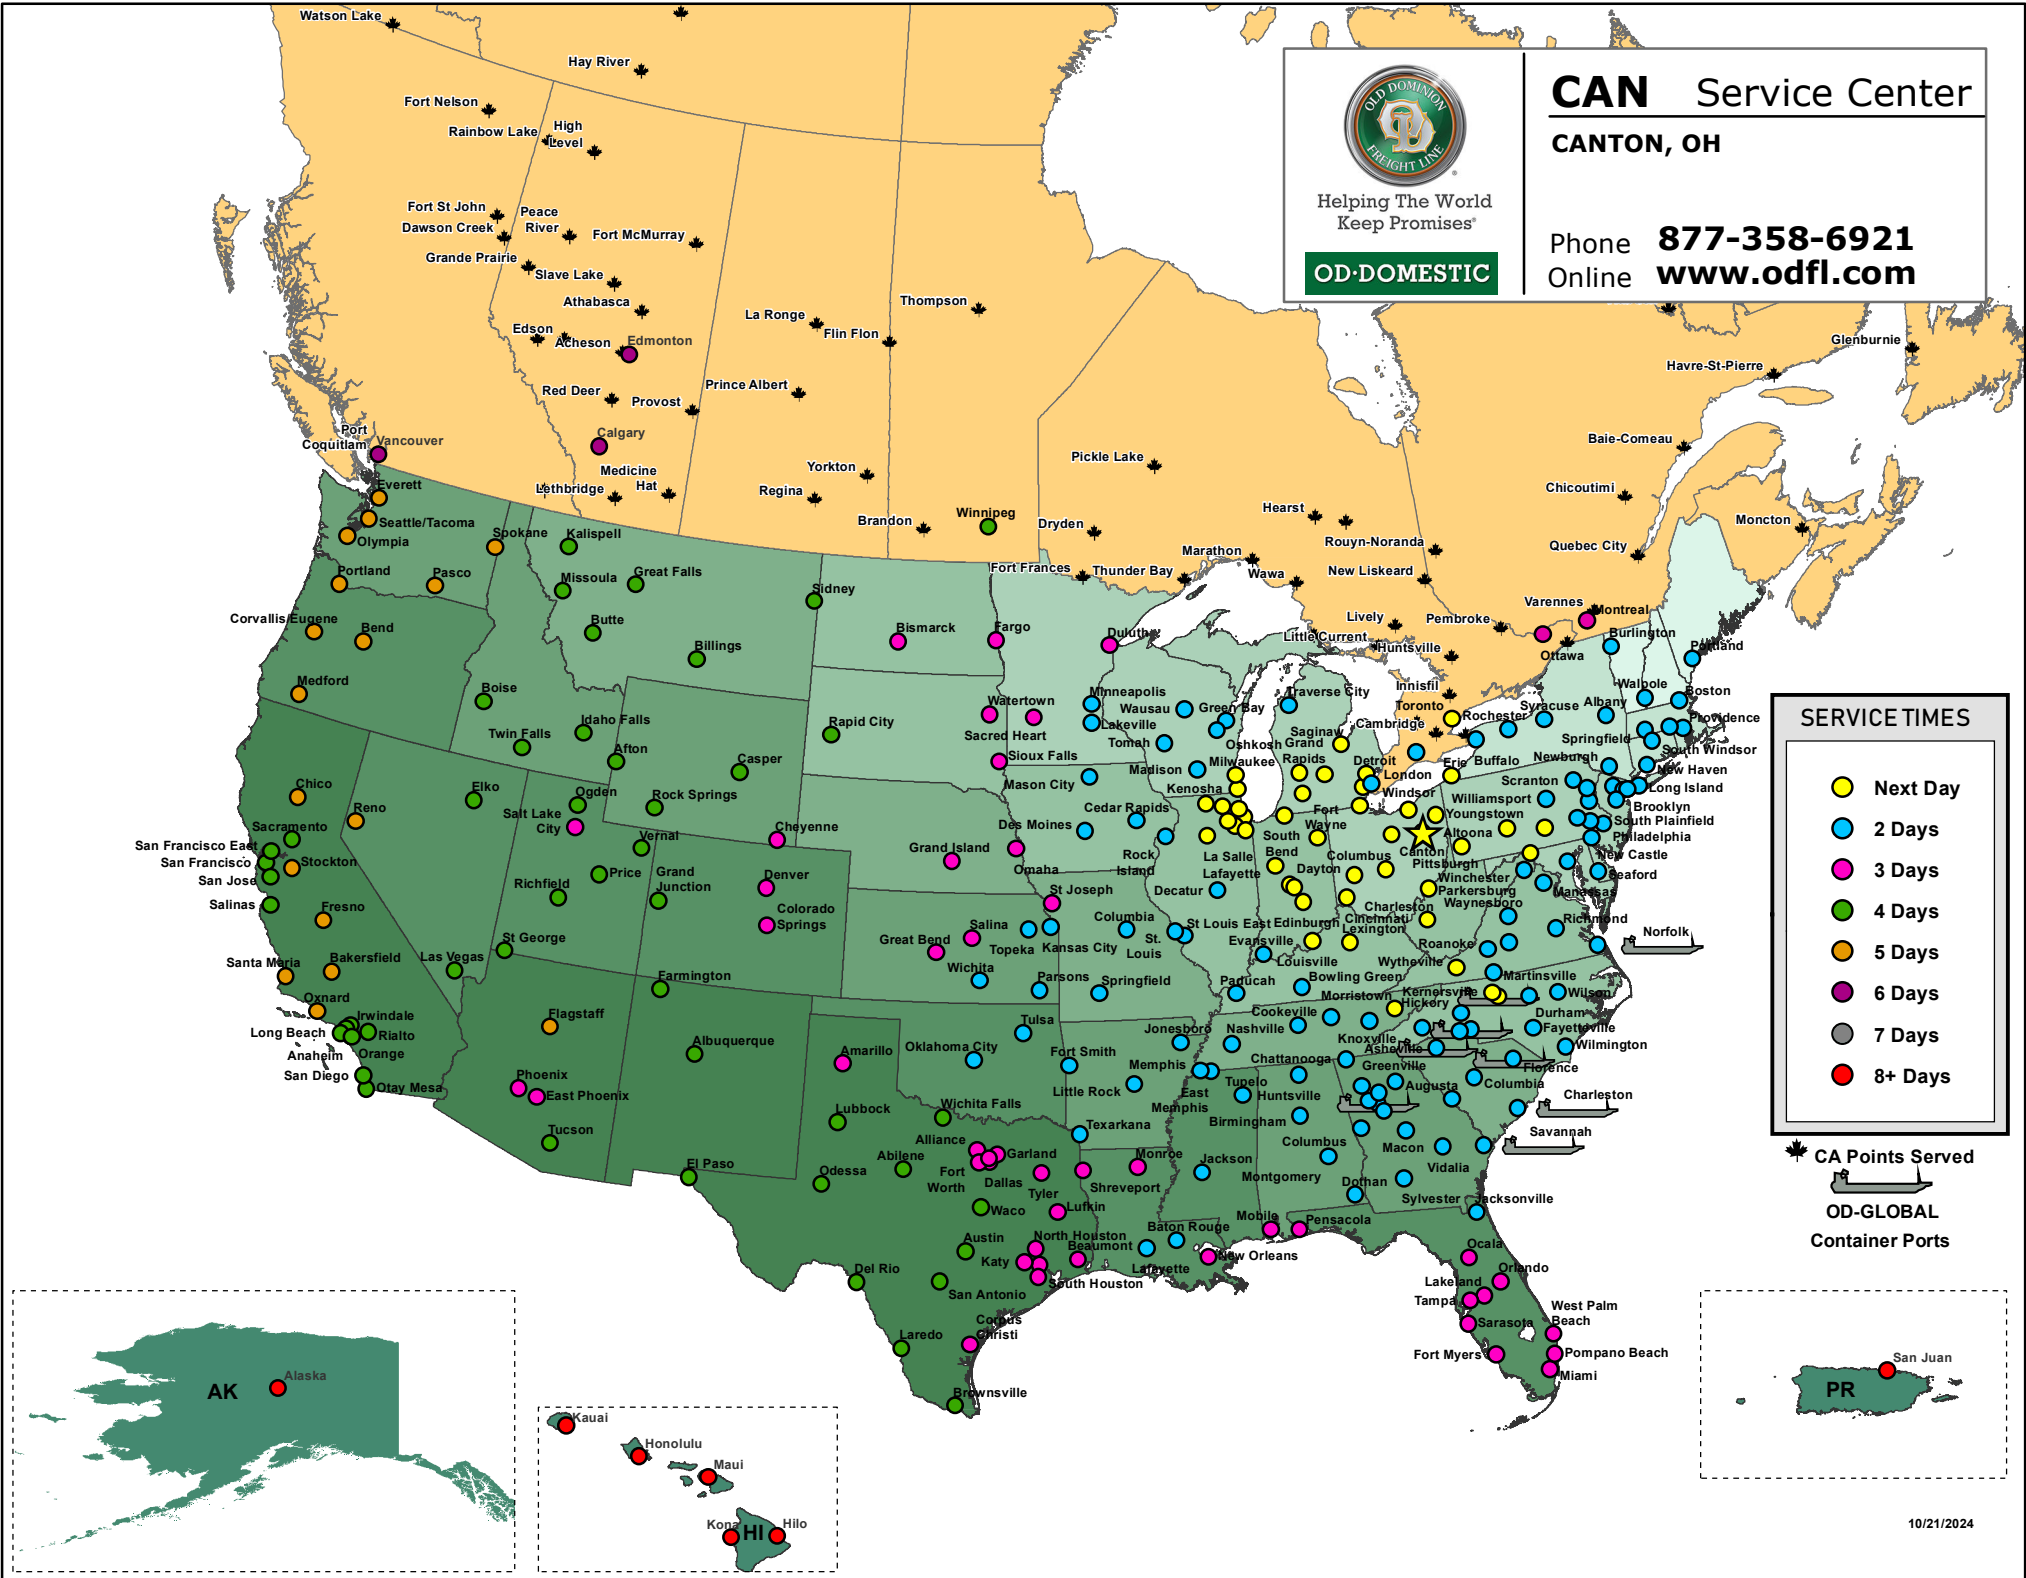 Watson Lake
Hay River
Fort Nelson
Rainbow Lake
High
Level
Fort St John
Peace
River
Dawson Creek
Fort McMurray
Grande Prairie
Slave Lake
Athabasca
Edson
Acheson
Edmonton
La Ronge
Flin Flon
Thompson
Red Deer
Provost
Prince Albert
Port
Coquitlam
Vancouver
Calgary
Medicine
Hat
Lethbridge
Yorkton
Regina
Brandon
Winnipeg
Pickle Lake
Dryden
Fort Frances
Thunder Bay
Marathon
Wawa
Hearst
Rouyn-Noranda
New Liskeard
Lively
Little Current
Pembroke
Huntsville
Innisfil
Toronto
Cambridge
London
Windsor
Ottawa
Varennes
Montreal
Quebec City
Chicoutimi
Baie-Comeau
Havre-St-Pierre
Glenburnie
Moncton
OLD DOMINION
FREIGHT LINE
Helping The World
Keep Promises®
OD·DOMESTIC
CAN Service Center
CANTON, OH
Phone 877-358-6921
Online www.odfl.com
Everett
Seattle/Tacoma
Olympia
Spokane
Portland
Pasco
Corvallis/Eugene
Bend
Medford
Kalispell
Missoula
Great Falls
Butte
Billings
Sidney
Boise
Idaho Falls
Twin Falls
Afton
Casper
Rock Springs
Cheyenne
Chico
Reno
Elko
Ogden
Salt Lake
City
Vernal
Price
Richfield
St George
Grand
Junction
Denver
Colorado
Springs
Sacramento
San Francisco East
San Francisco
Stockton
San Jose
Salinas
Fresno
Santa Maria
Bakersfield
Las Vegas
Oxnard
Irwindale
Long Beach
Rialto
Anaheim
Orange
San Diego
Otay Mesa
Flagstaff
Phoenix
East Phoenix
Tucson
Farmington
Albuquerque
El Paso
Bismarck
Fargo
Duluth
Rapid City
Watertown
Sacred Heart
Sioux Falls
Minneapolis
Lakeville
Wausau
Green Bay
Tomah
Oshkosh
Madison
Milwaukee
Kenosha
Mason City
Cedar Rapids
Des Moines
Rock
Island
Grand Island
Omaha
St Joseph
Salina
Great Bend
Topeka
Kansas City
Wichita
Parsons
Columbia
St.
Louis
St Louis East
Springfield
La Salle
Lafayette
Decatur
South
Bend
Fort
Wayne
Traverse City
Saginaw
Grand
Rapids
Detroit
Erie
Buffalo
Rochester
Syracuse
Albany
Burlington
Portland
Walpole
Boston
Providence
Springfield
South Windsor
Newburgh
New Haven
Long Island
Scranton
Brooklyn
Williamsport
South Plainfield
Youngstown
Philadelphia
Altoona
New Castle
Canton
Pittsburgh
Seaford
Columbus
Dayton
Winchester
Parkersburg
Manassas
Waynesboro
Charleston
Cincinnati
Lexington
Edinburgh
Evansville
Louisville
Richmond
Norfolk
Roanoke
Wytheville
Martinsville
Bowling Green
Paducah
Morristown
Kernersville
Hickory
Wilson
Durham
Fayetteville
Wilmington
Cookeville
Knoxville
Asheville
Nashville
Jonesboro
Memphis
East
Memphis
Chattanooga
Greenville
Florence
Columbia
Charleston
Savannah
Augusta
Tupelo
Huntsville
Birmingham
Columbus
Macon
Vidalia
Montgomery
Dothan
Sylvester
Jacksonville
Amarillo
Oklahoma City
Tulsa
Fort Smith
Little Rock
Lubbock
Wichita Falls
Texarkana
Alliance
Garland
Abilene
Fort
Worth
Dallas
Tyler
Shreveport
Monroe
Jackson
Odessa
Waco
Lufkin
Austin
North Houston
Katy
Beaumont
South Houston
Del Rio
San Antonio
Corpus
Christi
Laredo
Brownsville
Baton Rouge
Lafayette
New Orleans
Mobile
Pensacola
Ocala
Orlando
Lakeland
Tampa
Sarasota
West Palm
Beach
Fort Myers
Pompano Beach
Miami
SERVICE TIMES
Next Day
2 Days
3 Days
4 Days
5 Days
6 Days
7 Days
8+ Days
CA Points Served
OD-GLOBAL
Container Ports
AK
Alaska
Kauai
Honolulu
Maui
Kona
HI
Hilo
San Juan
PR
10/21/2024